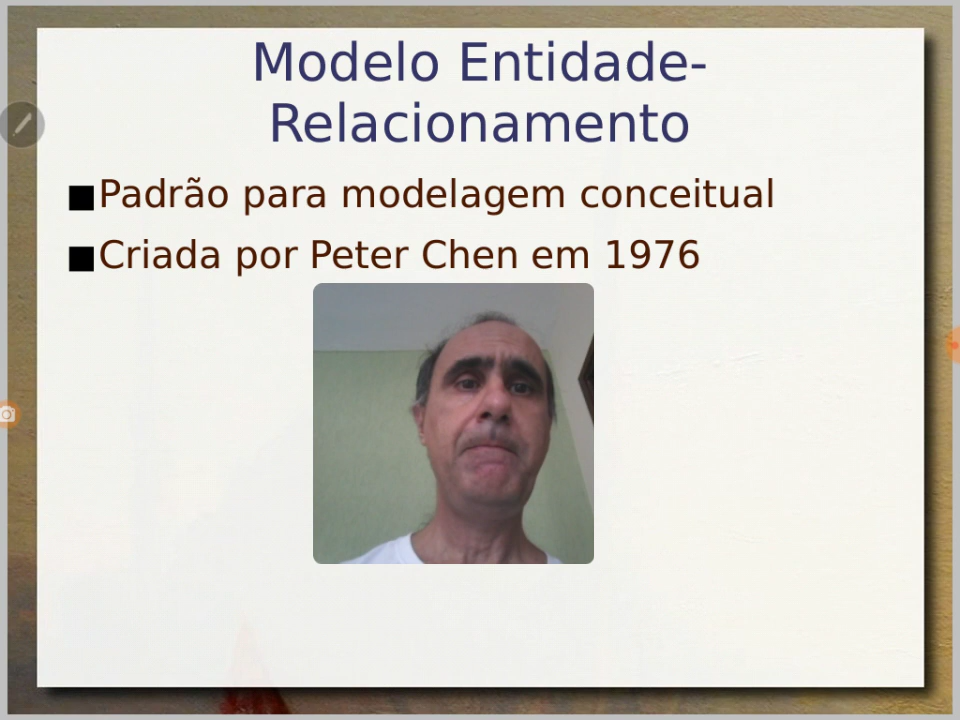 Modelo Entidade-
Relacionamento
■Padrão para modelagem conceitual
■Criada por Peter Chen em 1976